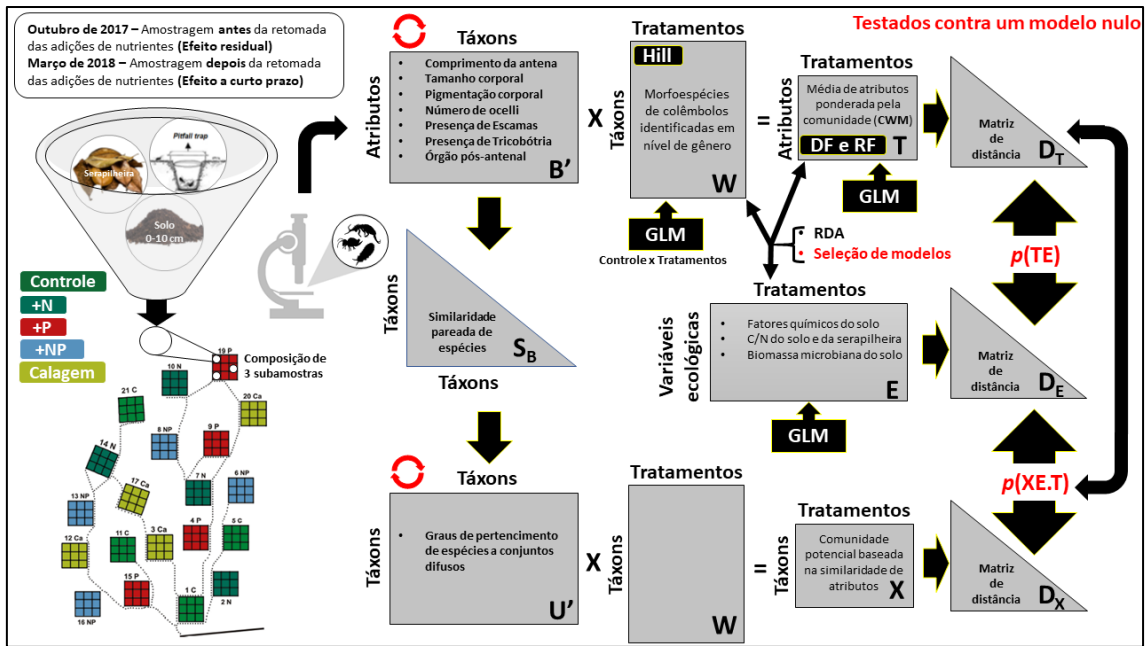 Outubro de 2017 – Amostragem antes da retomada
das adições de nutrientes (Efeito residual)
Março de 2018 – Amostragem depois da retomada
das adições de nutrientes (Efeito a curto prazo)
Pitfall trap
Serapilheira
Solo
0-10 cm
Controle
+N
+P
+NP
Calagem
Composição de
3 subamostras
19 P
10 N
21 C
20 Ca
8 NP
9 P
14 N
7 N
6 NP
17 Ca
13 NP
12 Ca
11 C
3 Ca
4 P
5 C
15 P
1 C
2 N
16 NP
Táxons
Atributos
Comprimento da antena
Tamanho corporal
Pigmentação corporal
Número de ocelli
Presença de Escamas
Presença de Tricobótria
Órgão pós-antenal
B'
X
Tratamentos
Táxons
Hill
Morfoespécies
de colêmbolos
identificadas em
nível de gênero
W
GLM
Controle x Tratamentos
=
Testados contra um modelo nulo
Tratamentos
Atributos
Média de atributos
ponderada pela
comunidade (CWM)
DF e RF
T
GLM
Matriz
de
distância
DT
RDA
Seleção de modelos
p(TE)
Táxons
Similaridade
pareada de
espécies
SB
Táxons
Tratamentos
Variáveis
ecológicas
Fatores químicos do solo
C/N do solo e da serapilheira
Biomassa microbiana do solo
E
GLM
Matriz
de
distância
DE
p(XE.T)
Táxons
Táxons
Graus de pertencimento
de espécies a conjuntos
difusos
U'
X
Tratamentos
Táxons
W
=
Tratamentos
Táxons
Comunidade
potencial baseada
na similaridade de
atributos
X
Matriz
de
distância
DX